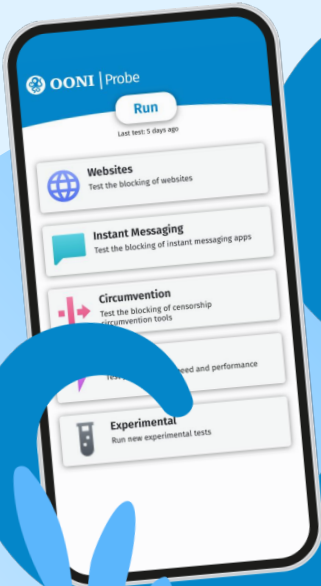 OONI | Probe
Run
Last test: 5 days ago
Websites
Test the blocking of websites
Instant Messaging
Test the blocking of instant messaging apps
Circumvention
Test the blocking of censorship
circumvention tools
and performance
Experimental
Run new experimental tests